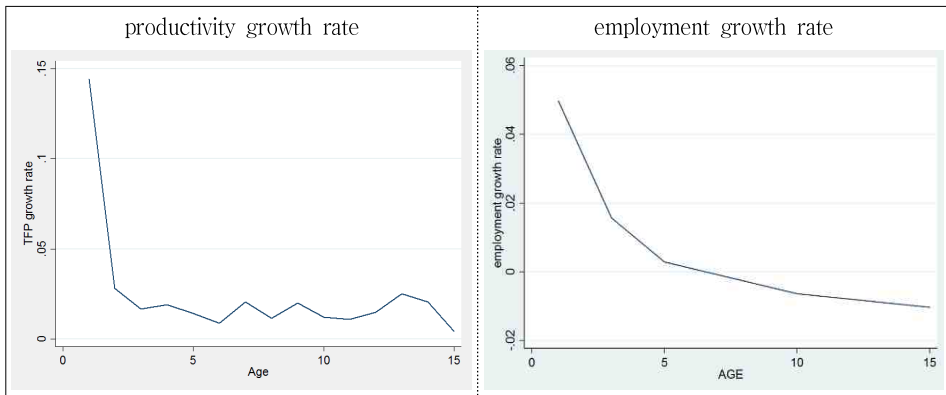 productivity growth rate
.15
.1
.05
0
TFP growth rate
0 5 10 15
Age
employment growth rate
.06
.04
.02
0
-.02
employment growth rate
0 5 10 15
AGE